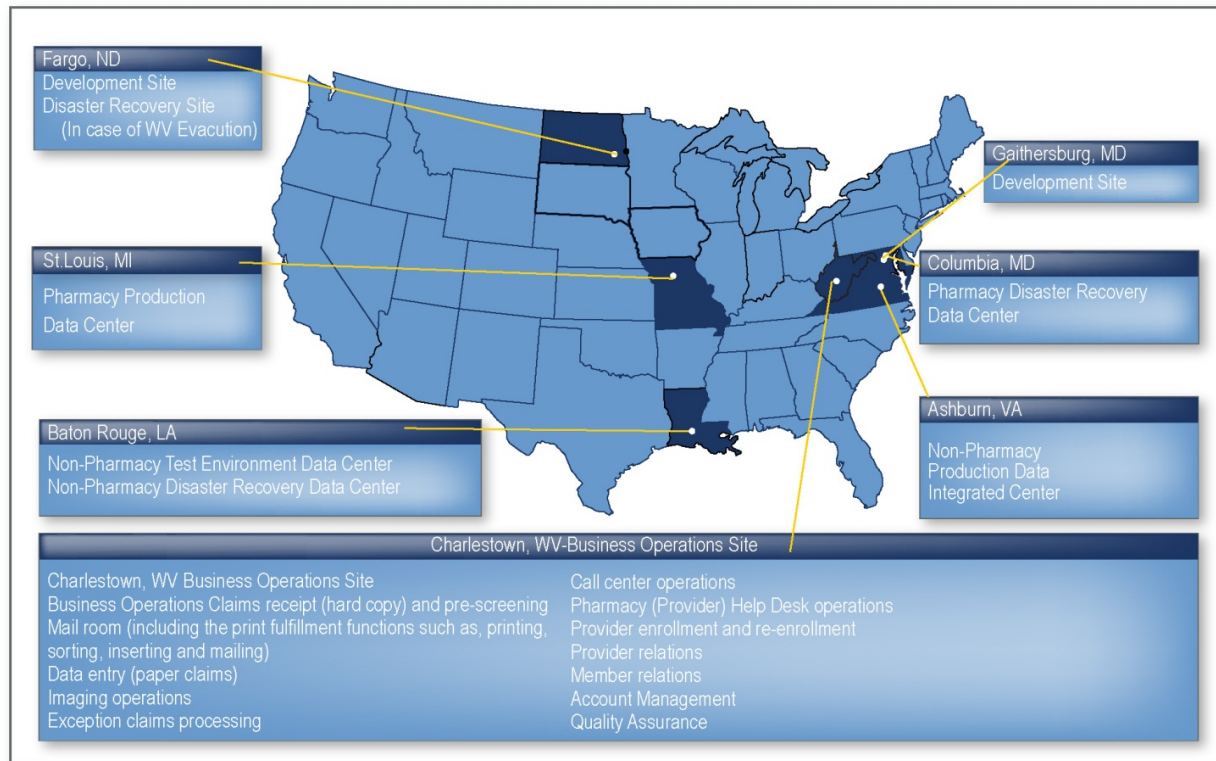 Fargo, ND
Development Site
Disaster Recovery Site
(In case of WV Evacuation)
Gaithersburg, MD
Development Site
St.Louis, MI
Pharmacy Production
Data Center
Columbia, MD
Pharmacy Disaster Recovery
Data Center
Baton Rouge, LA
Non-Pharmacy Test Environment Data Center
Non-Pharmacy Disaster Recovery Data Center
Ashburn, VA
Non-Pharmacy
Production Data
Integrated Center
Charlestown, WV-Business Operations Site
Charlestown, WV Business Operations Site
Business Operations Claims receipt (hard copy) and pre-screening
Mail room (including the print fulfillment functions such as, printing,
sorting, inserting and mailing)
Data entry (paper claims)
Imaging operations
Exception claims processing
Call center operations
Pharmacy (Provider) Help Desk operations
Provider enrollment and re-enrollment
Provider relations
Member relations
Account Management
Quality Assurance